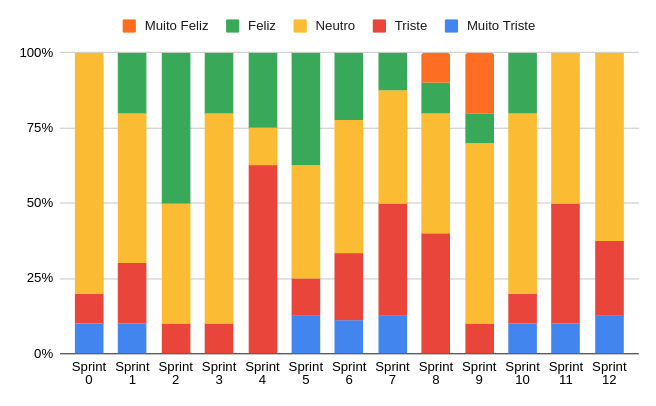 Muito Feliz Feliz Neutro Triste Muito Triste
100%
75%
50%
25%
0%
Sprint 0
Sprint 1
Sprint 2
Sprint 3
Sprint 4
Sprint 5
Sprint 6
Sprint 7
Sprint 8
Sprint 9
Sprint 10
Sprint 11
Sprint 12